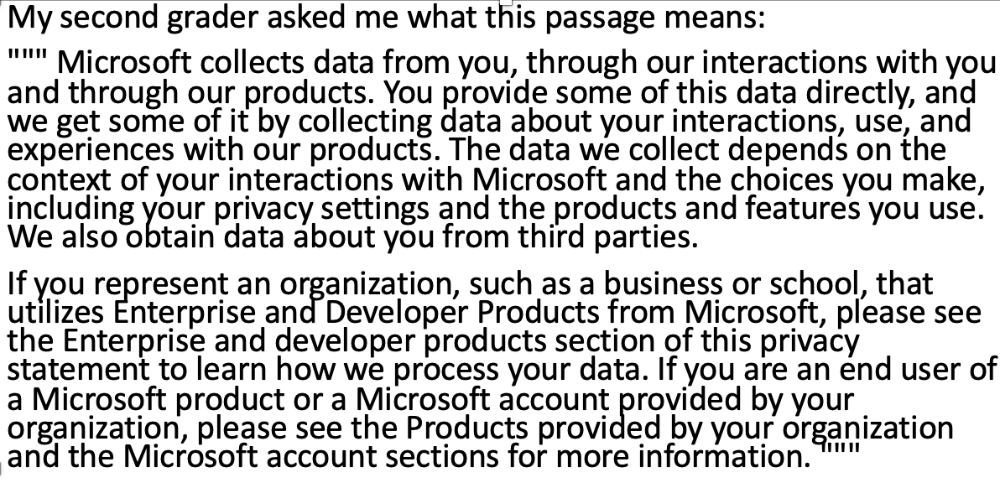 My second grader asked me what this passage means:
""" Microsoft collects data from you, through our interactions with you
and through our products. You provide some of this data directly, and
we get some of it by collecting data about your interactions, use, and
experiences with our products. The data we collect depends on the
context of your interactions with Microsoft and the choices you make,
including your privacy settings and the products and features you use.
We also obtain data about you from third parties.
If you represent an organization, such as a business or school, that
utilizes Enterprise and Developer Products from Microsoft, please see
the Enterprise and developer products section of this privacy
statement to learn how we process your data. If you are an end user of
a Microsoft product or a Microsoft account provided by your
organization, please see the Products provided by your organization
and the Microsoft account sections for more information. """